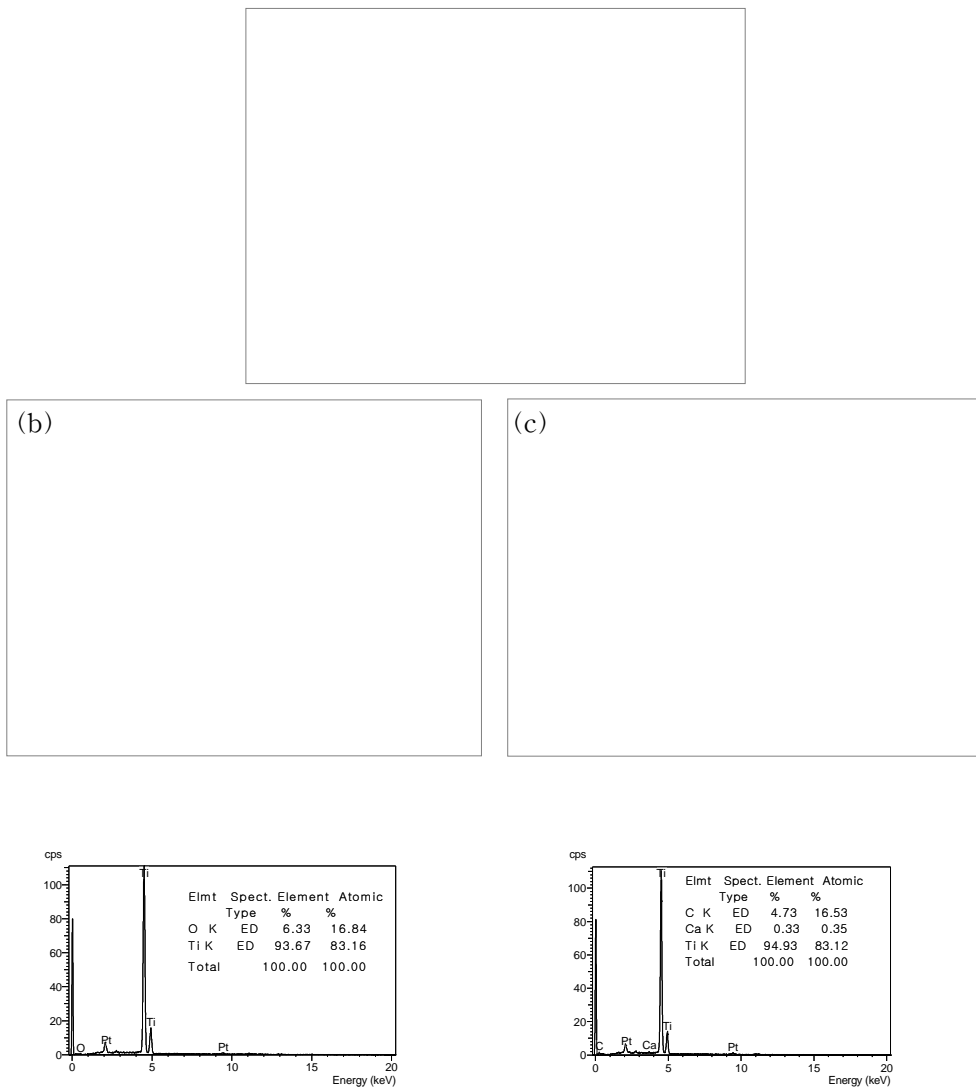 (b)
(c)
cps
100
80
60
40
20
0
0 5 10 15 20
Energy (keV)
Ti
Ti
O
Pt
Pt
Elmt Spect. Element Atomic
Type % %
O K ED 6.33 16.84
Ti K ED 93.67 83.16
Total 100.00 100.00
cps
100
80
60
40
20
0
0 5 10 15 20
Energy (keV)
Ti
Ti
C
Pt
Ca
Pt
Elmt Spect. Element Atomic
Type % %
C K ED 4.73 16.53
Ca K ED 0.33 0.35
Ti K ED 94.93 83.12
Total 100.00 100.00